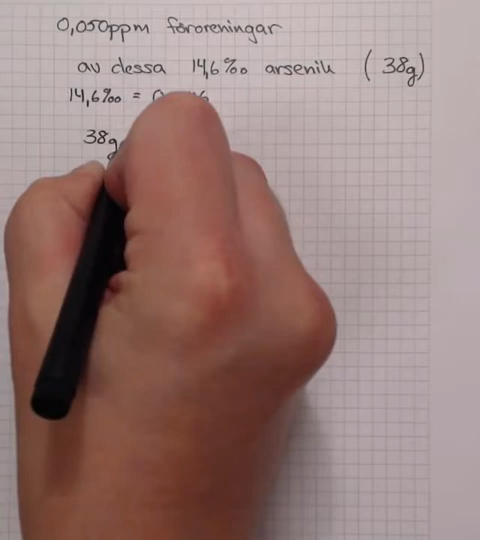 0,050ppm föroreningar
av dessa 14,6‰ arsenik (38g)
14,6‰ =
38g